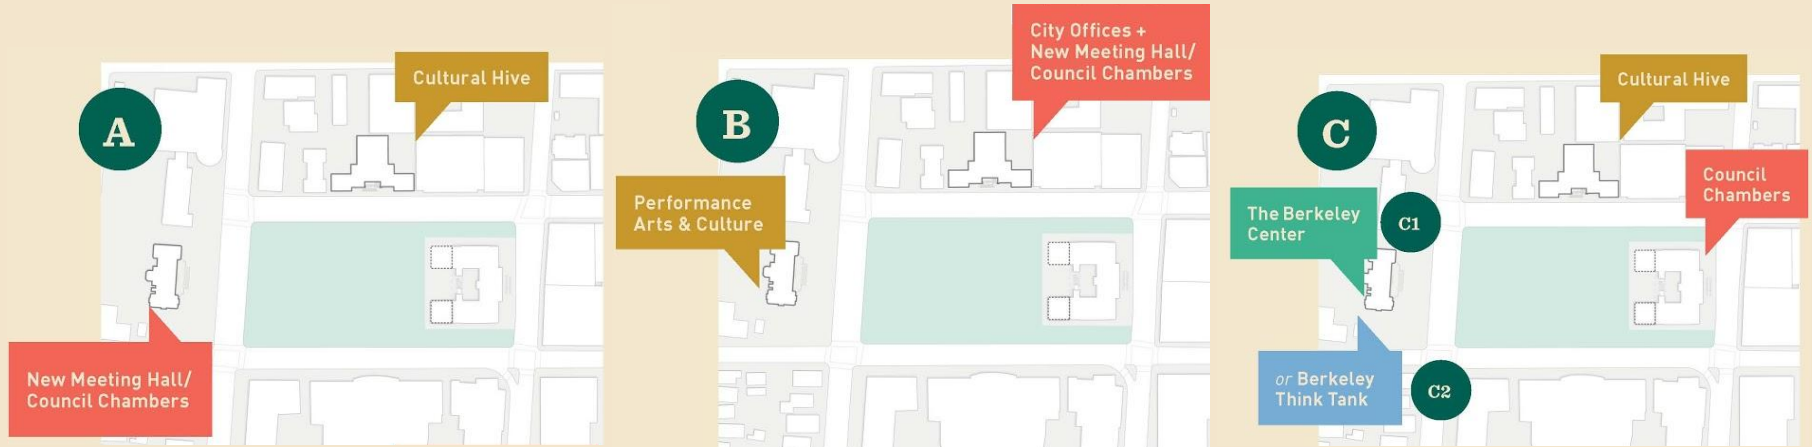 A
Cultural Hive
New Meeting Hall/
Council Chambers
B
City Offices +
New Meeting Hall/
Council Chambers
Performance
Arts & Culture
C
Cultural Hive
Council
Chambers
The Berkeley
Center
C1
or Berkeley
Think Tank
C2